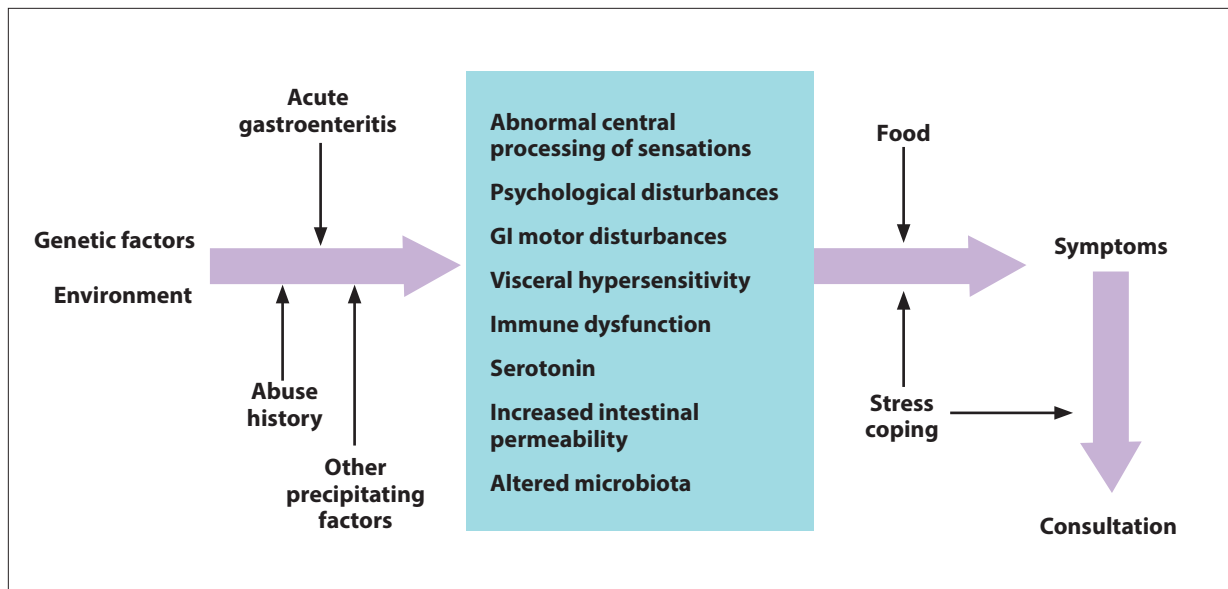 Acute
gastroenteritis
Genetic factors
Environment
Abuse
history
Other
precipitating
factors
Abnormal central
processing of sensations
Psychological disturbances
GI motor disturbances
Visceral hypersensitivity
Immune dysfunction
Serotonin
Increased intestinal
permeability
Altered microbiota
Food
Stress
coping
Symptoms
Consultation